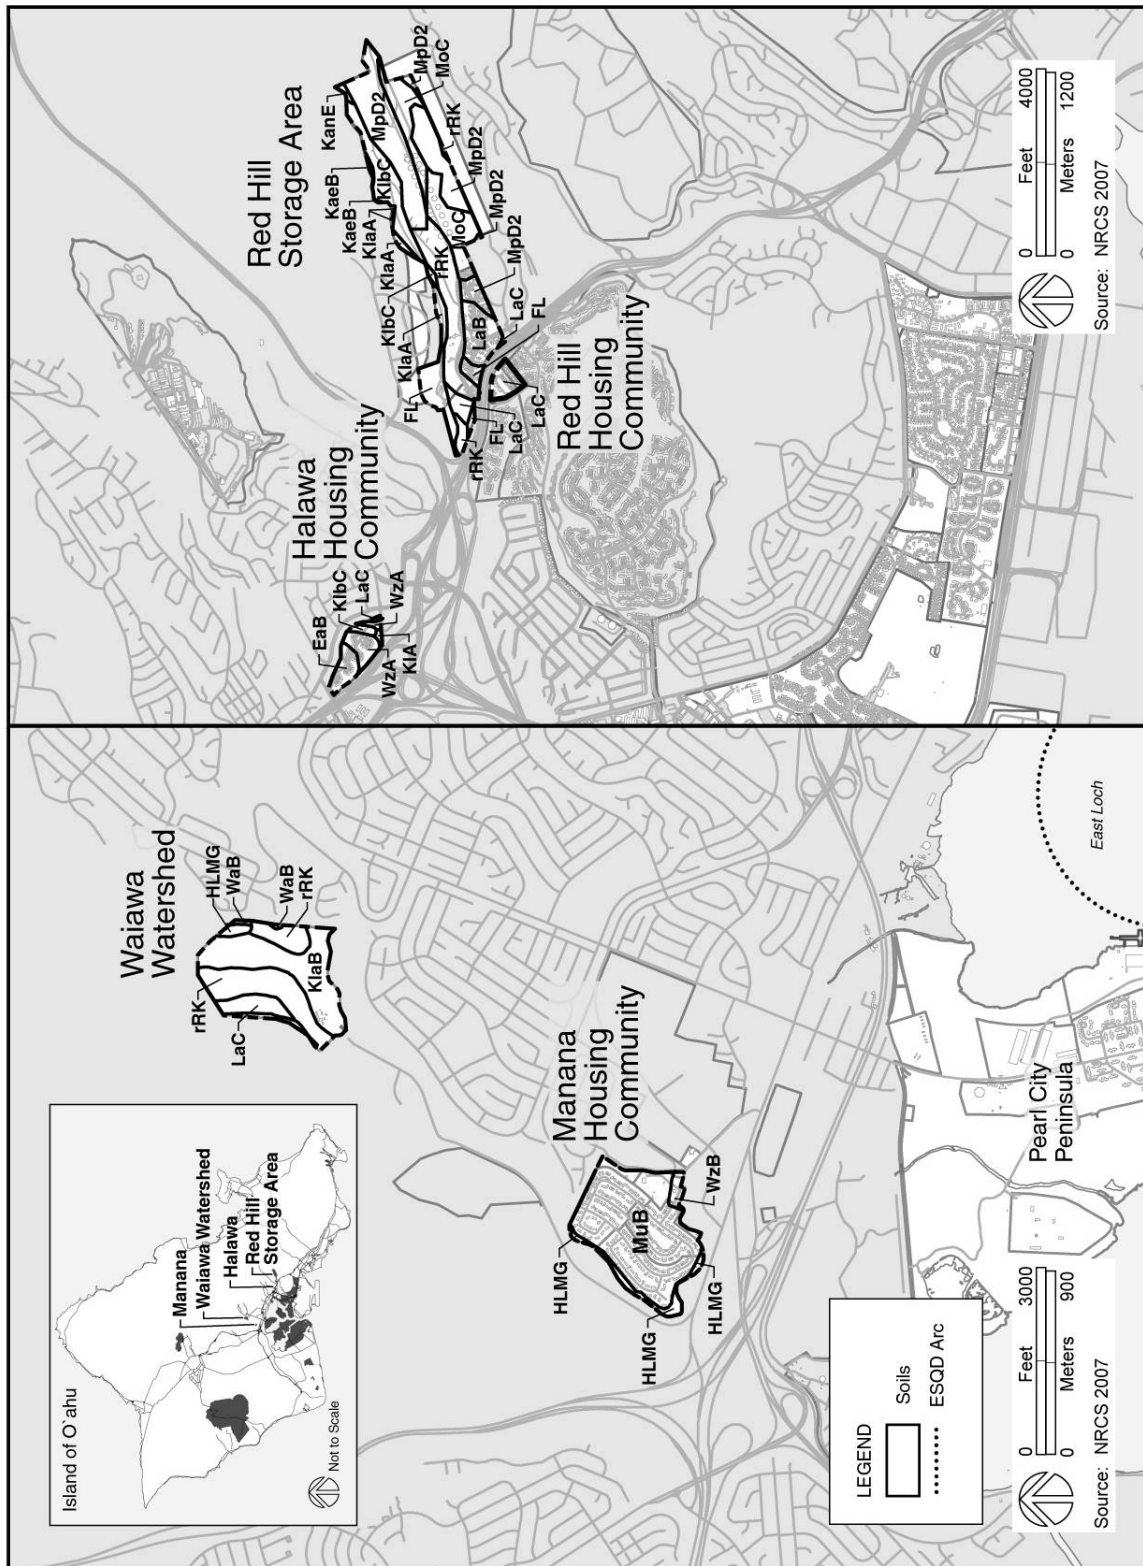 Island of O`ahu
Manana
Waiawa Watershed
Halawa
Red Hill
Storage Area
Not to Scale
Waiawa
Watershed
rRK
LaC
HLMG
WaB
WaB
rRK
KlaB
Manana
Housing
Community
HLMG
HLMG
HLMG
MuB
WzB
Pearl City
Peninsula
East Loch
LEGEND
Soils
ESQD Arc
0 Feet 3000
0 Meters 900
Source: NRCS 2007
Halawa
Housing
Community
EaB
KlbC
LaC
WzA
WzA
KlA
Red Hill
Storage Area
FL
KlaA
KlbC
KlaA
KlaA
KaeB
KaeB
KanE
KlbC
MpD2
MpD2
MoC
rRK
MpD2
MpD2
MoC
rRK
MpD2
LaB
LaC
FL
rRK
FL
LaC
LaC
Red Hill
Housing
Community
0 Feet 4000
0 Meters 1200
Source: NRCS 2007